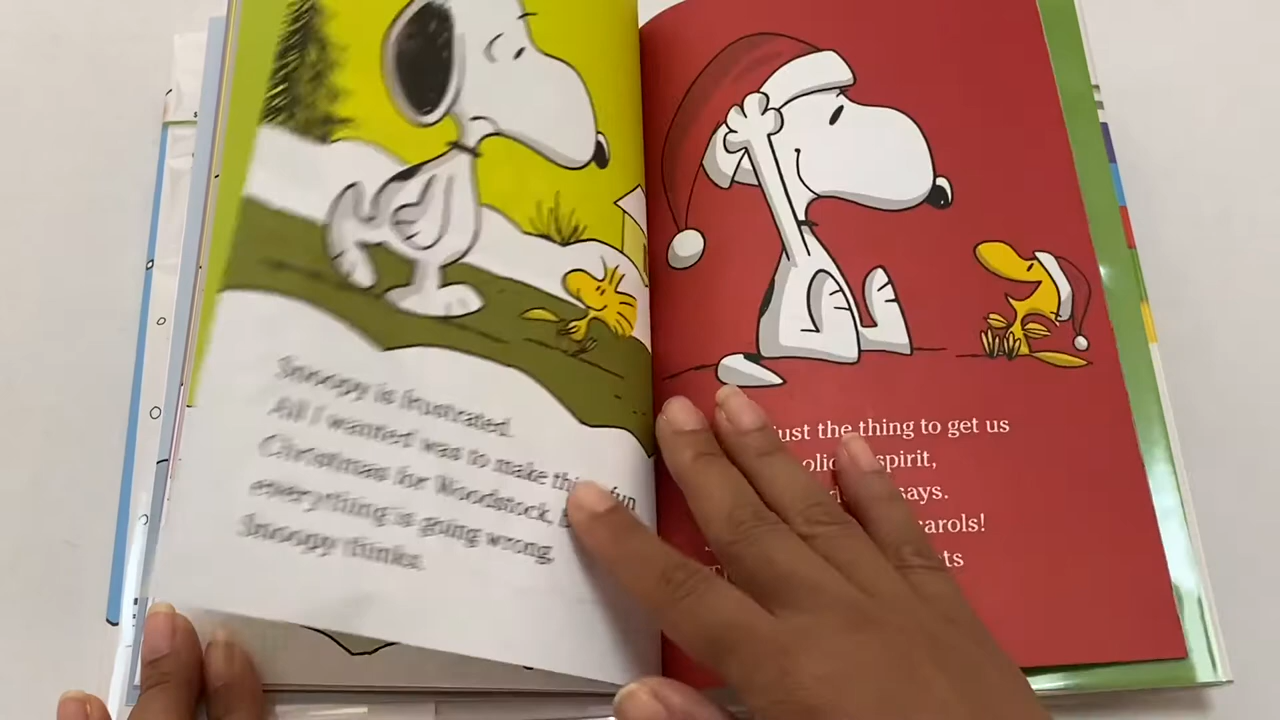 Snoopy is frustrated.
All I wanted was to make this a fun
Christmas for Woodstock,
everything is going wrong,
Snoopy thinks.
just the thing to get us
spirit,
says.
carols!